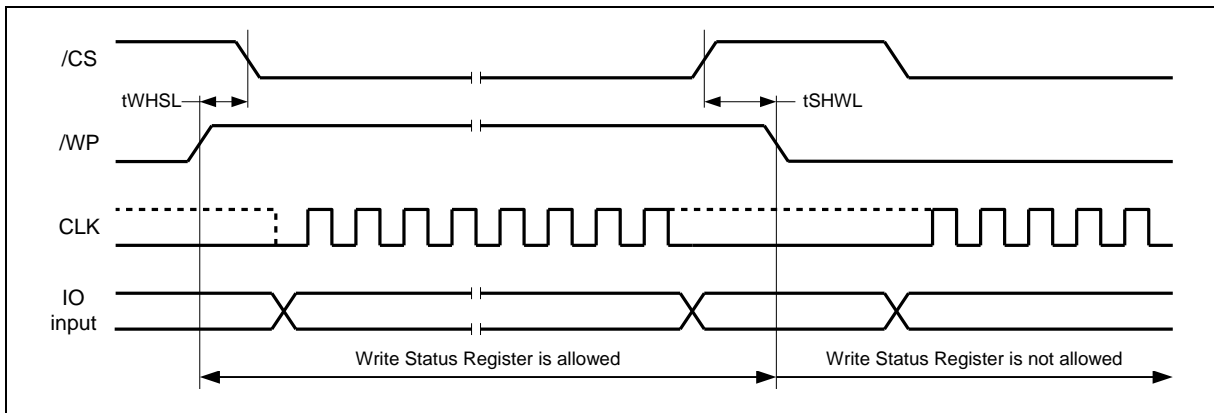 /CS
tWHSL
tSHWL
/WP
CLK
IO
input
Write Status Register is allowed
Write Status Register is not allowed